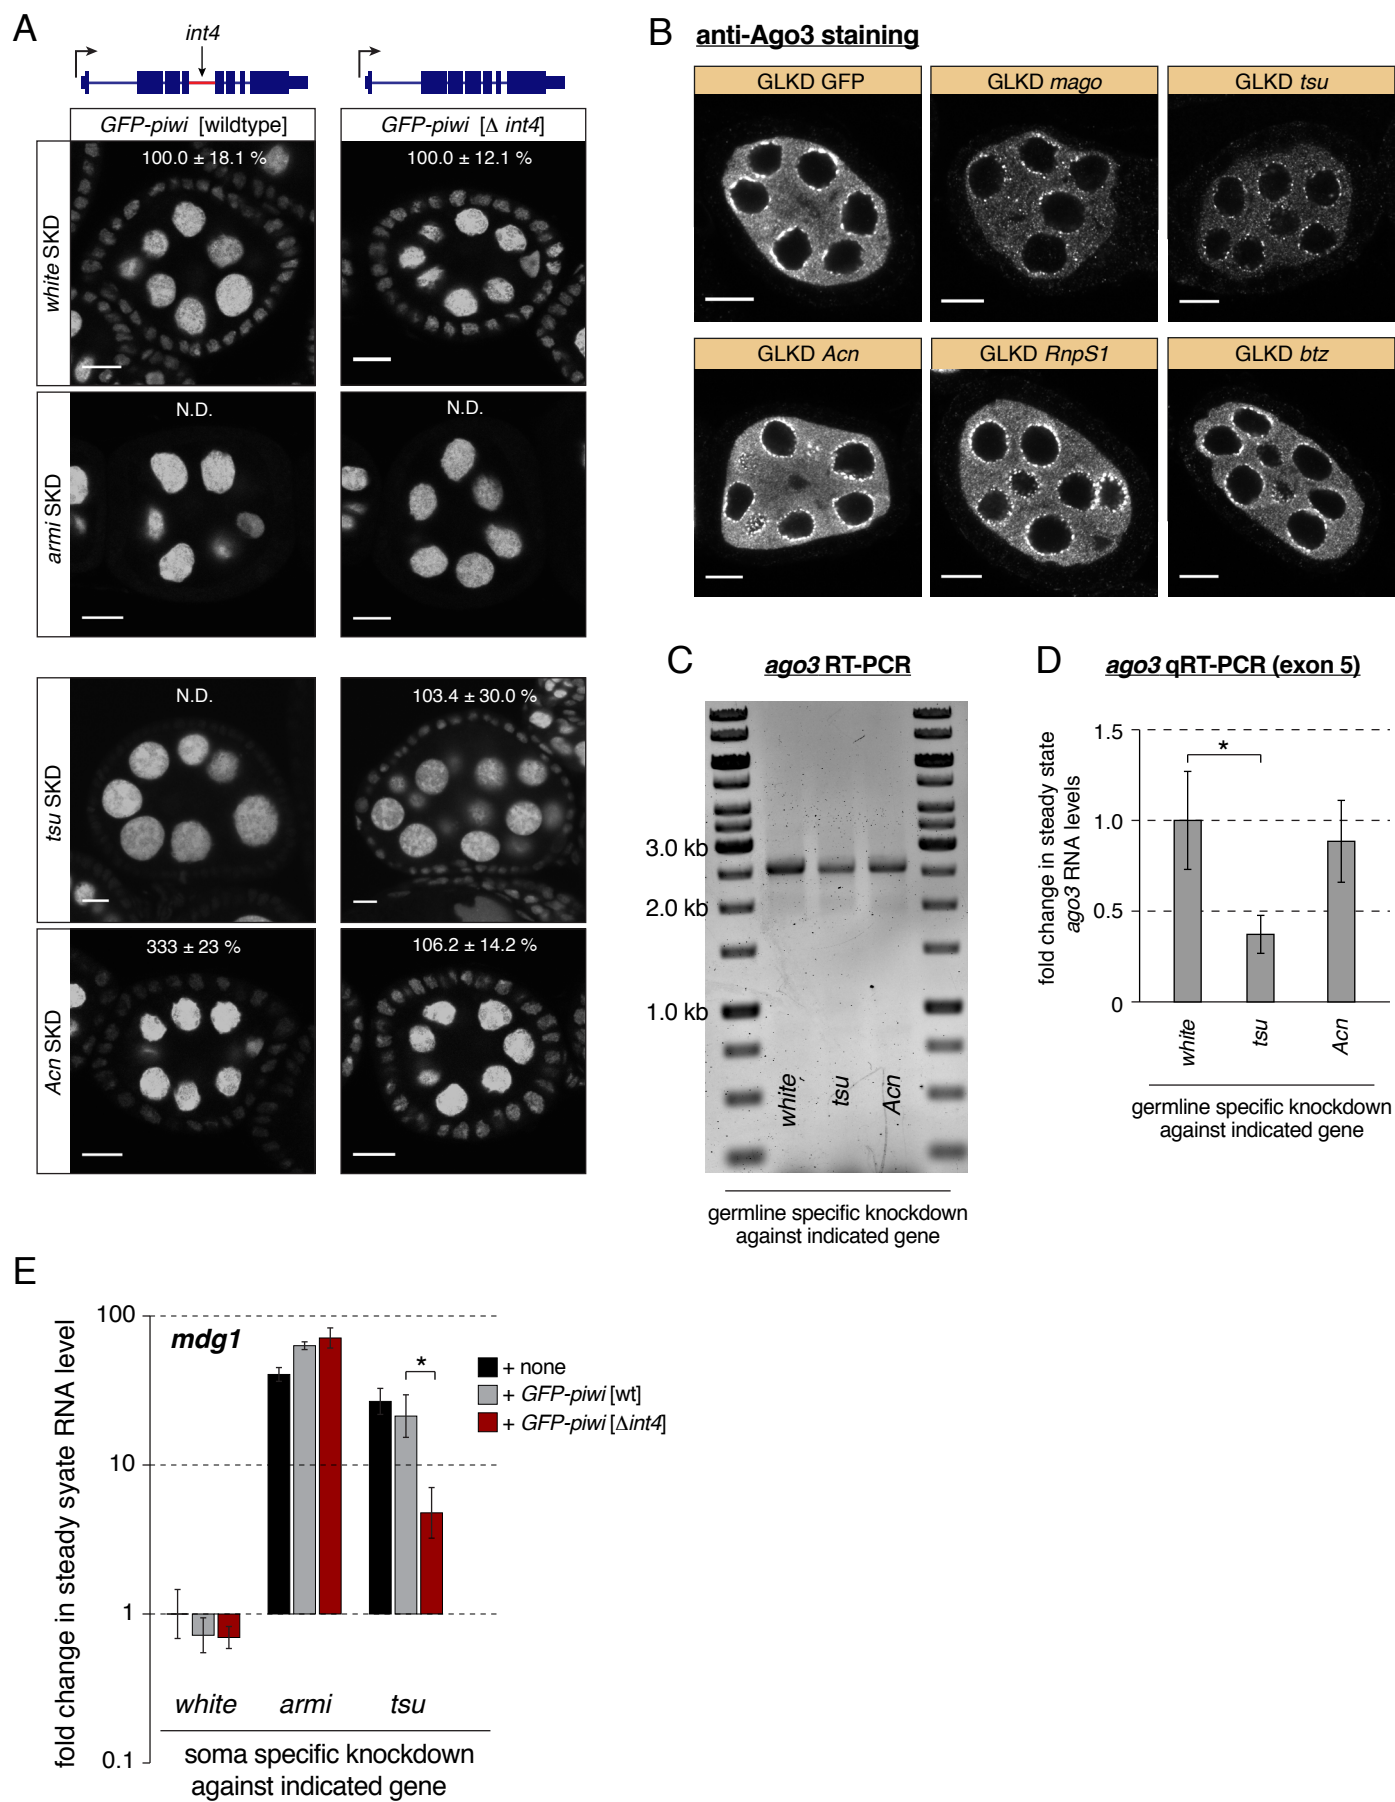 A
int4
GFP-piwi [wildtype]
GFP-piwi [Δ int4]
white SKD
100.0 ± 18.1 %
100.0 ± 12.1 %
armi SKD
N.D.
N.D.
tsu SKD
N.D.
103.4 ± 30.0 %
Acn SKD
333 ± 23 %
106.2 ± 14.2 %
B
anti-Ago3 staining
GLKD GFP
GLKD mago
GLKD tsu
GLKD Acn
GLKD RnpS1
GLKD btz
C
ago3 RT-PCR
3.0 kb
2.0 kb
1.0 kb
white
tsu
Acn
germline specific knockdown
against indicated gene
D
ago3 qRT-PCR (exon 5)
fold change in steady state
ago3 RNA levels
1.5
1.0
0.5
0
*
white
tsu
Acn
germline specific knockdown
against indicated gene
E
fold change in steady syate RNA level
100
10
1
0.1
mdg1
*
+ none
+ GFP-piwi [wt]
+ GFP-piwi [Δint4]
white
armi
tsu
soma specific knockdown
against indicated gene